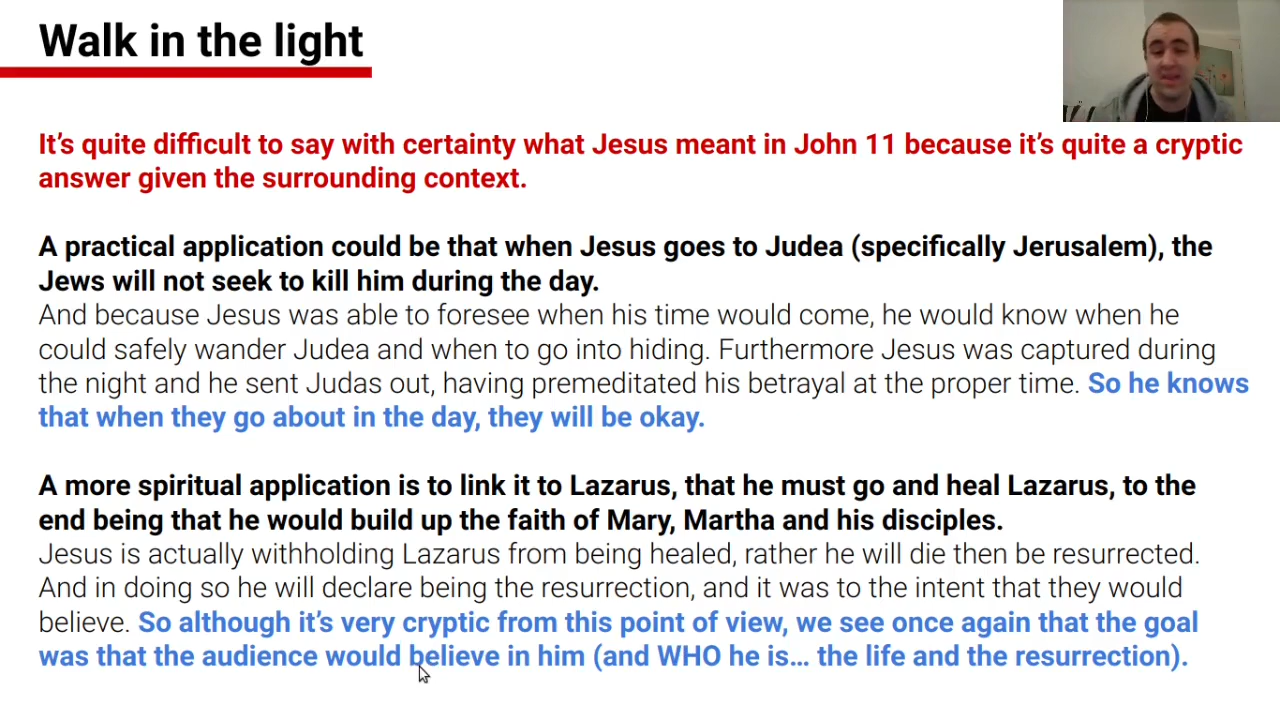 Walk in the light
It’s quite difficult to say with certainty what Jesus meant in John 11 because it’s quite a cryptic
answer given the surrounding context.
A practical application could be that when Jesus goes to Judea (specifically Jerusalem), the
Jews will not seek to kill him during the day.
And because Jesus was able to foresee when his time would come, he would know when he
could safely wander Judea and when to go into hiding. Furthermore Jesus was captured during
the night and he sent Judas out, having premeditated his betrayal at the proper time. So he knows
that when they go about in the day, they will be okay.
A more spiritual application is to link it to Lazarus, that he must go and heal Lazarus, to the
end being that he would build up the faith of Mary, Martha and his disciples.
Jesus is actually withholding Lazarus from being healed, rather he will die then be resurrected.
And in doing so he will declare being the resurrection, and it was to the intent that they would
believe. So although it’s very cryptic from this point of view, we see once again that the goal
was that the audience would believe in him (and WHO he is… the life and the resurrection).